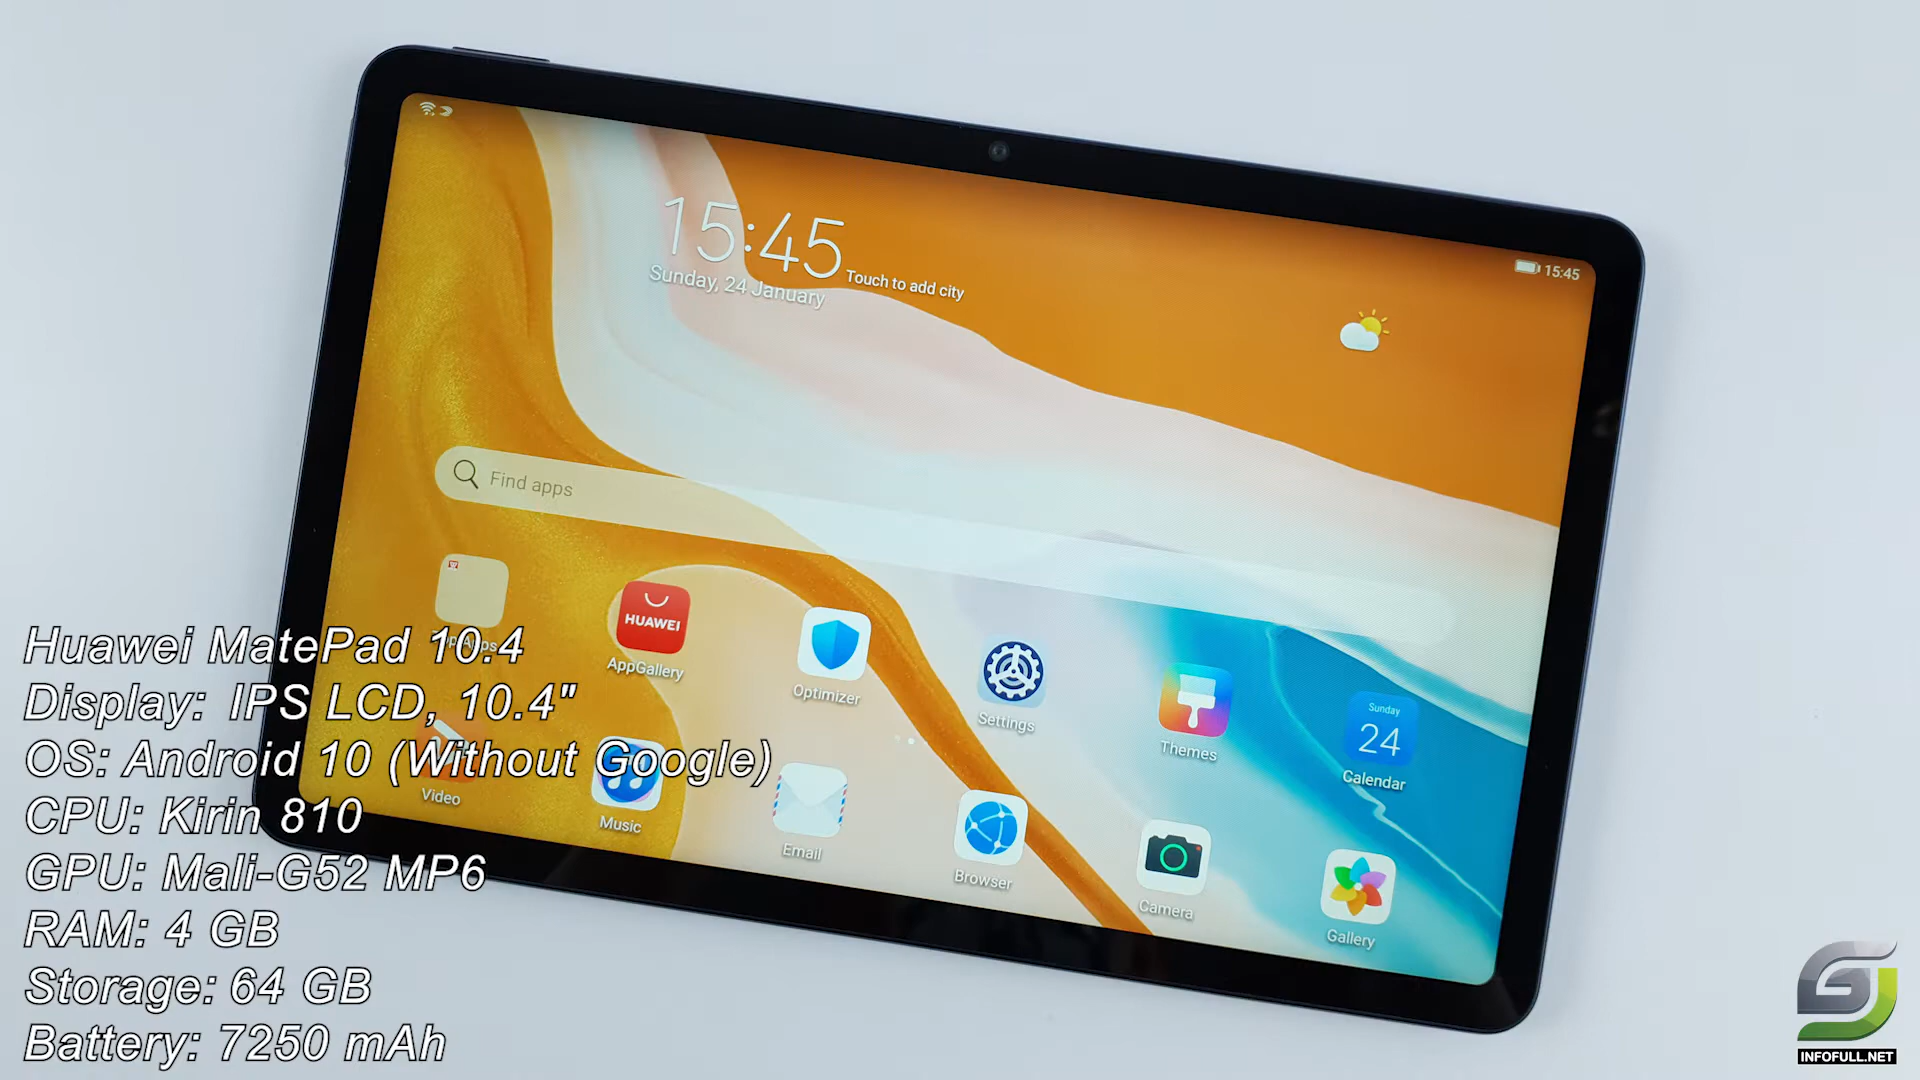 15:45
15:45
Sunday, 24 January
Touch to add city
Find apps
HUAWEI
AppGallery
Optimizer
Settings
Themes
Sunday
24
Calendar
Video
Music
Email
Browser
Camera
Gallery
Huawei MatePad 10.4
Display: IPS LCD, 10.4"
OS: Android 10 (Without Google)
CPU: Kirin 810
GPU: Mali-G52 MP6
RAM: 4 GB
Storage: 64 GB
Battery: 7250 mAh
INFOFULL.NET